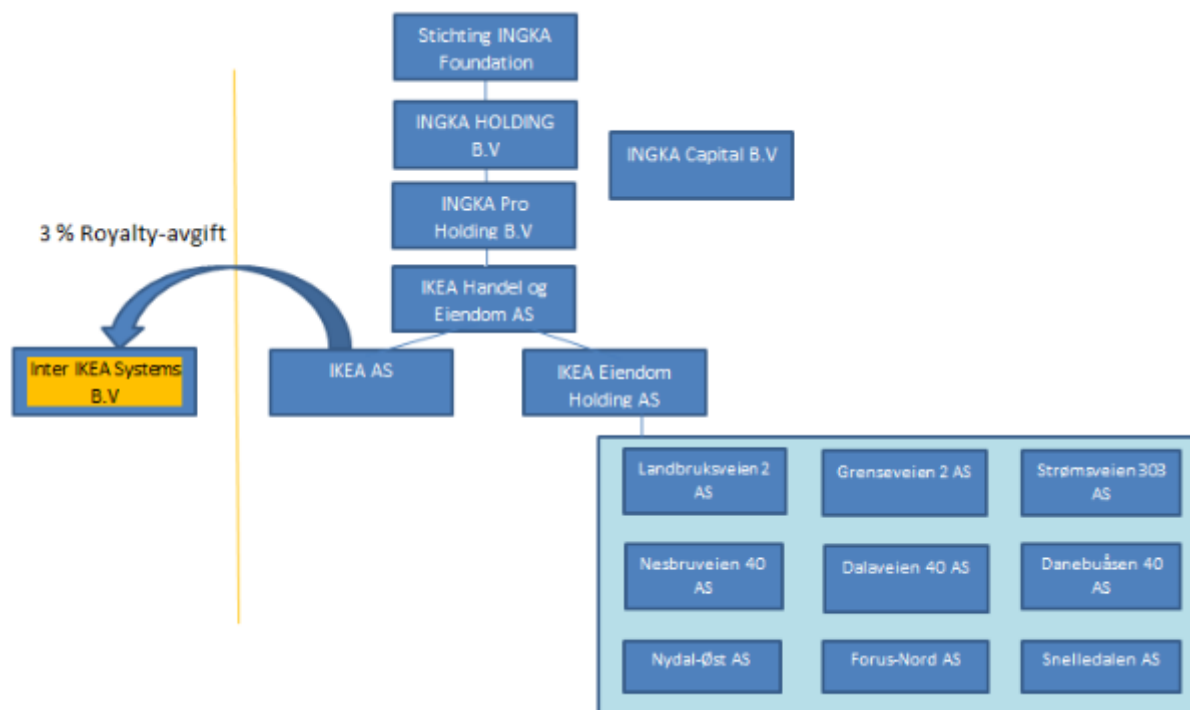 Stichting INGKA
Foundation
INGKA HOLDING
B.V
INGKA Capital B.V
INGKA Pro
Holding B.V
3 % Royalty-avgift
IKEA Handel og
Eiendom AS
Inter IKEA Systems
B.V
IKEA AS
IKEA Eiendom
Holding AS
Landbruksveien 2
AS
Grenseveien 2 AS
Strømsveien 303
AS
Nesbruveien 40
AS
Dalaveien 40 AS
Danebuåsen 40
AS
Nydal-Øst AS
Forus-Nord AS
Snelledalen AS